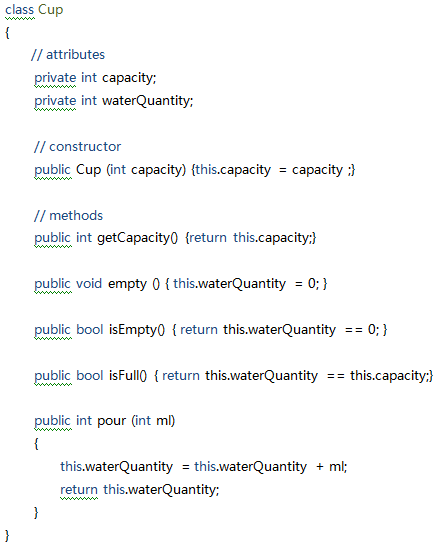 class Cup
{
// attributes
private int capacity;
private int waterQuantity;
// constructor
public Cup (int capacity) {this.capacity = capacity ;}
// methods
public int getCapacity() {return this.capacity;}
public void empty () { this.waterQuantity = 0; }
public bool isEmpty() { return this.waterQuantity == 0; }
public bool isFull() { return this.waterQuantity == this.capacity;}
public int pour (int ml)
{
this.waterQuantity = this.waterQuantity + ml;
return this.waterQuantity;
}
}